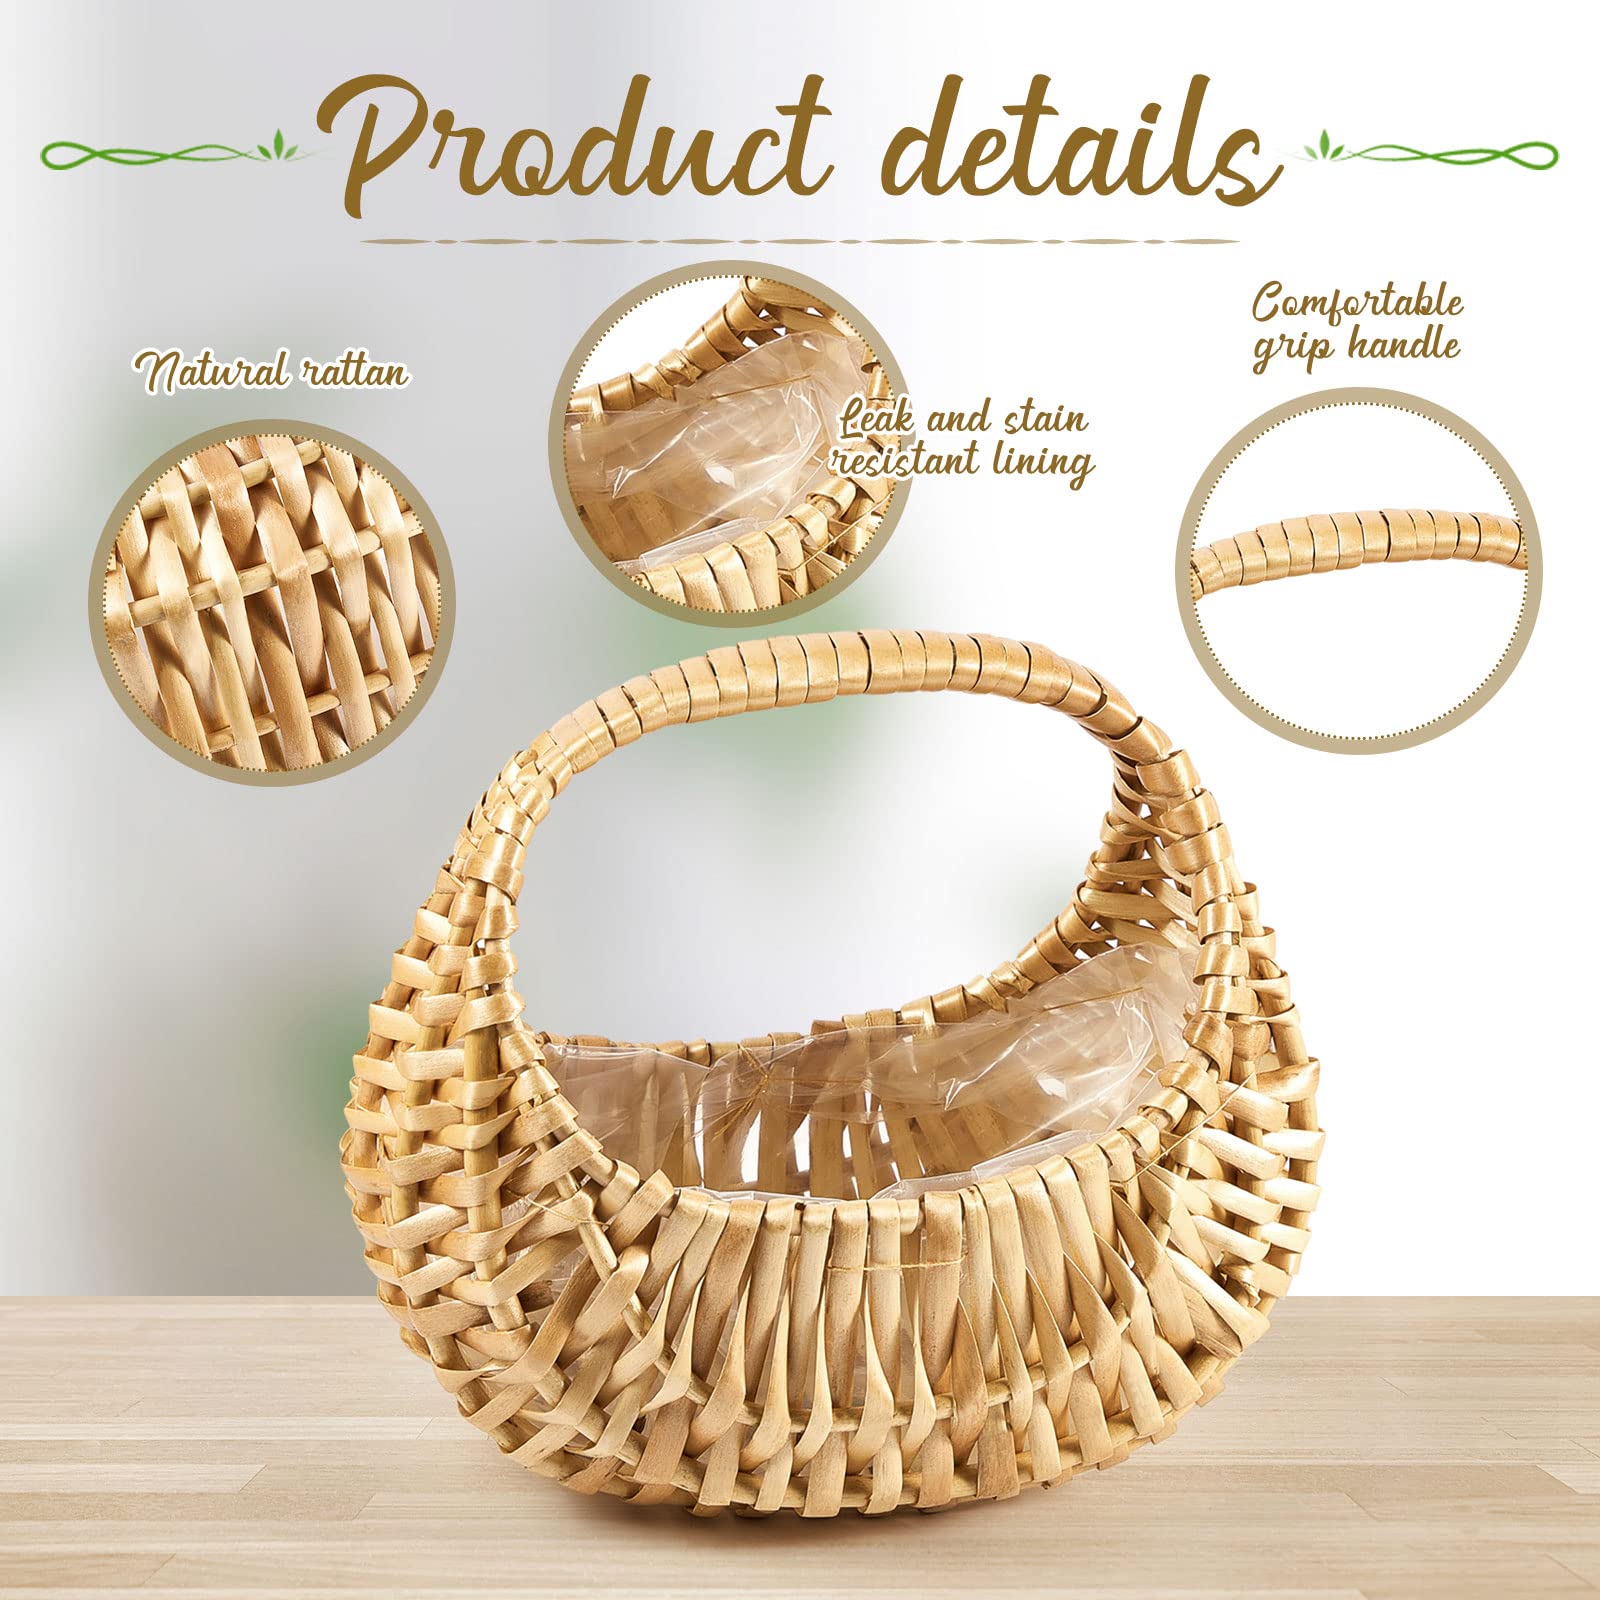 Product details
Natural rattan
Leak and stain
resistant lining
Comfortable
grip handle